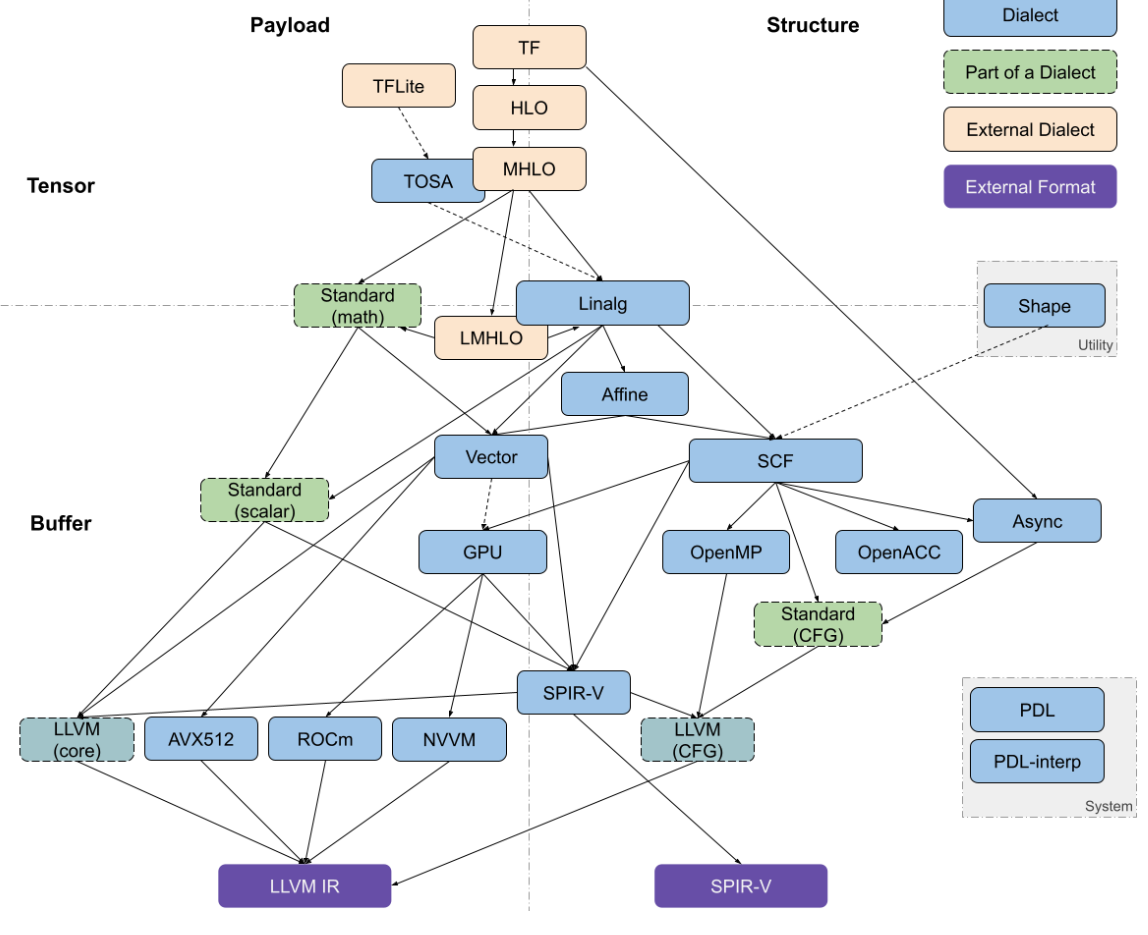 Payload
Structure
Dialect
TF
Part of a Dialect
TFLite
HLO
External Dialect
MHLO
TOSA
Tensor
External Format
Standard
(math)
Linalg
Shape
Utility
LMHLO
Affine
Vector
SCF
Standard
(scalar)
Buffer
Async
GPU
OpenMP
OpenACC
Standard
(CFG)
SPIR-V
LLVM
(core)
AVX512
ROCm
NVVM
LLVM
(CFG)
PDL
PDL-interp
System
LLVM IR
SPIR-V